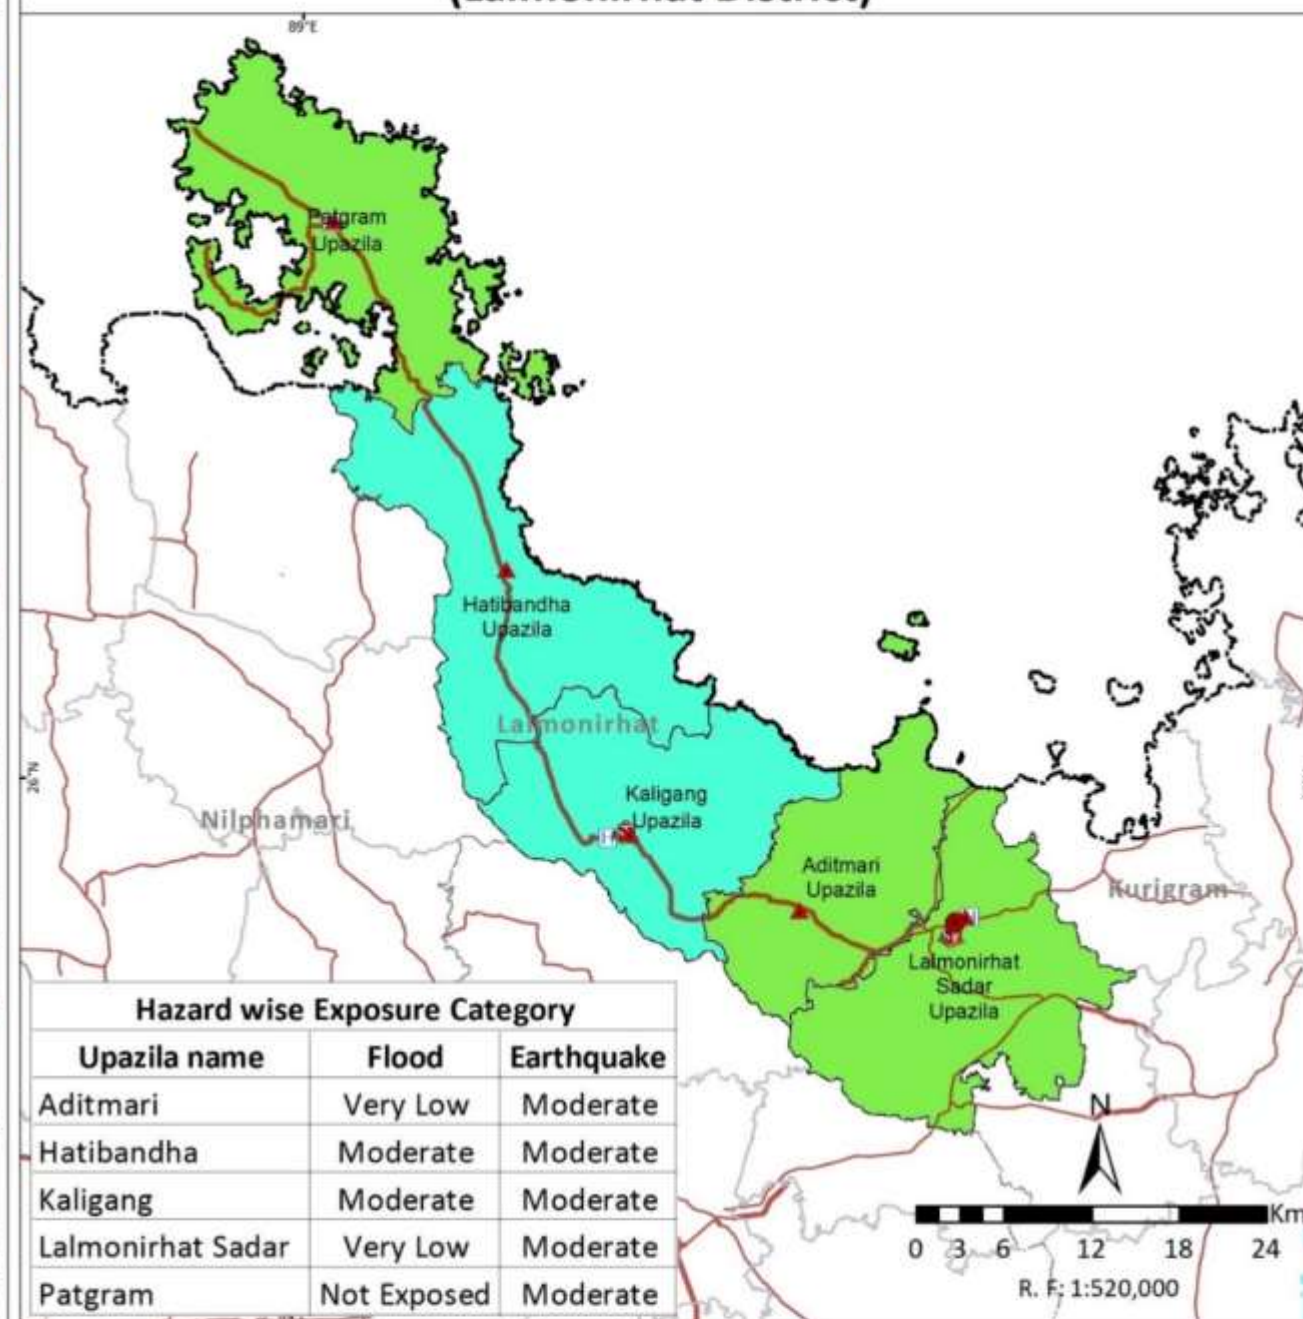 (Lalmonirhat District)
89°E
Patgram
Upazila
Hatibandha
Upazila
Lalmonirhat
26°N
Nilphamari
Kaligang
Upazila
H
Aditmari
Upazila
Kurigram
Lalmonirhat
Sadar
Upazila
Hazard wise Exposure Category
Upazila name Flood Earthquake
Aditmari Very Low Moderate
Hatibandha Moderate Moderate
Kaligang Moderate Moderate
Lalmonirhat Sadar Very Low Moderate
Patgram Not Exposed Moderate
N
Km
0 3 6 12 18 24
R. F: 1:520,000